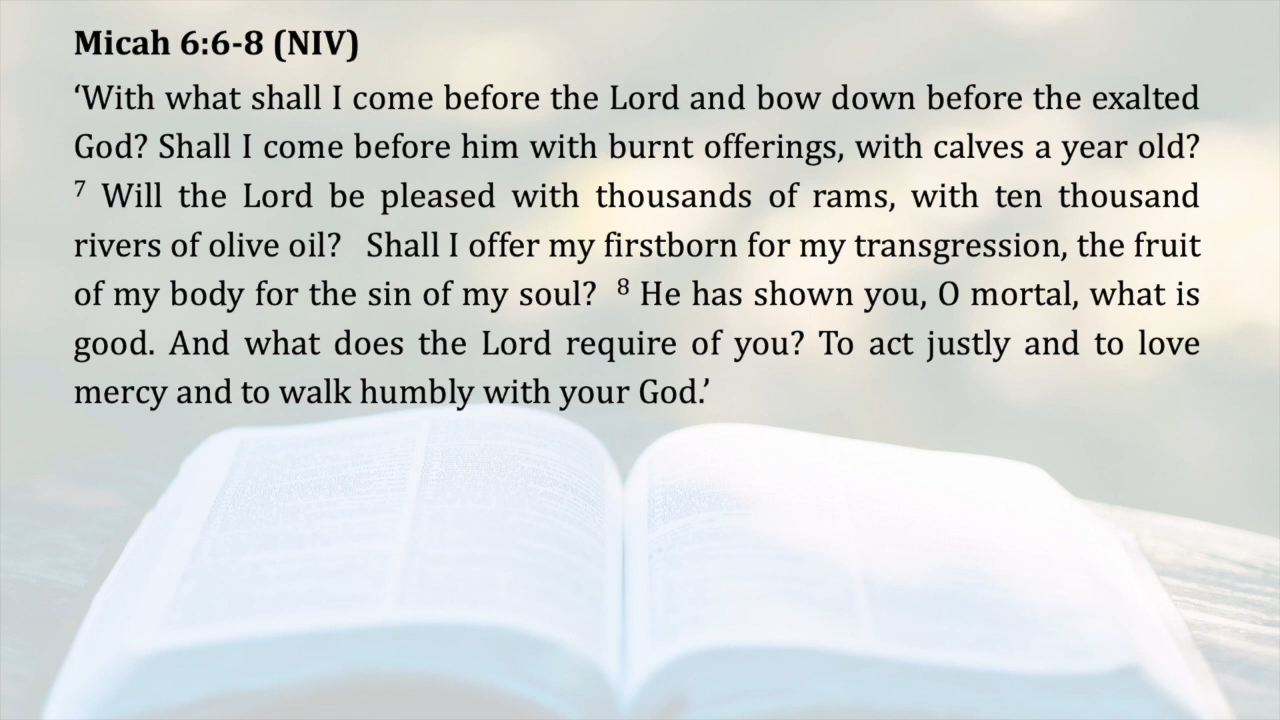 Micah 6:6-8 (NIV)
‘With what shall I come before the Lord and bow down before the exalted
God? Shall I come before him with burnt offerings, with calves a year old?
⁷ Will the Lord be pleased with thousands of rams, with ten thousand
rivers of olive oil? Shall I offer my firstborn for my transgression, the fruit
of my body for the sin of my soul? ⁸ He has shown you, O mortal, what is
good. And what does the Lord require of you? To act justly and to love
mercy and to walk humbly with your God.’